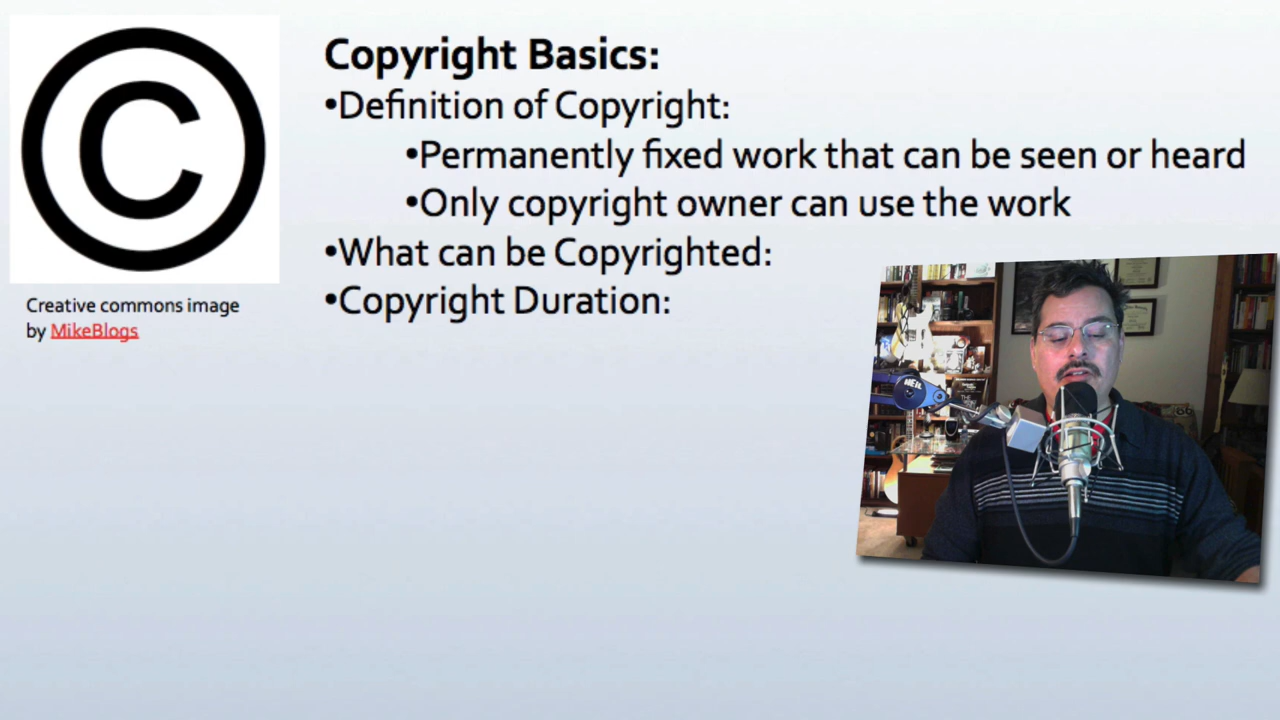 ©
Copyright Basics:
•Definition of Copyright:
•Permanently fixed work that can be seen or heard
•Only copyright owner can use the work
•What can be Copyrighted:
•Copyright Duration:
Creative commons image
by MikeBlogs
HEIL